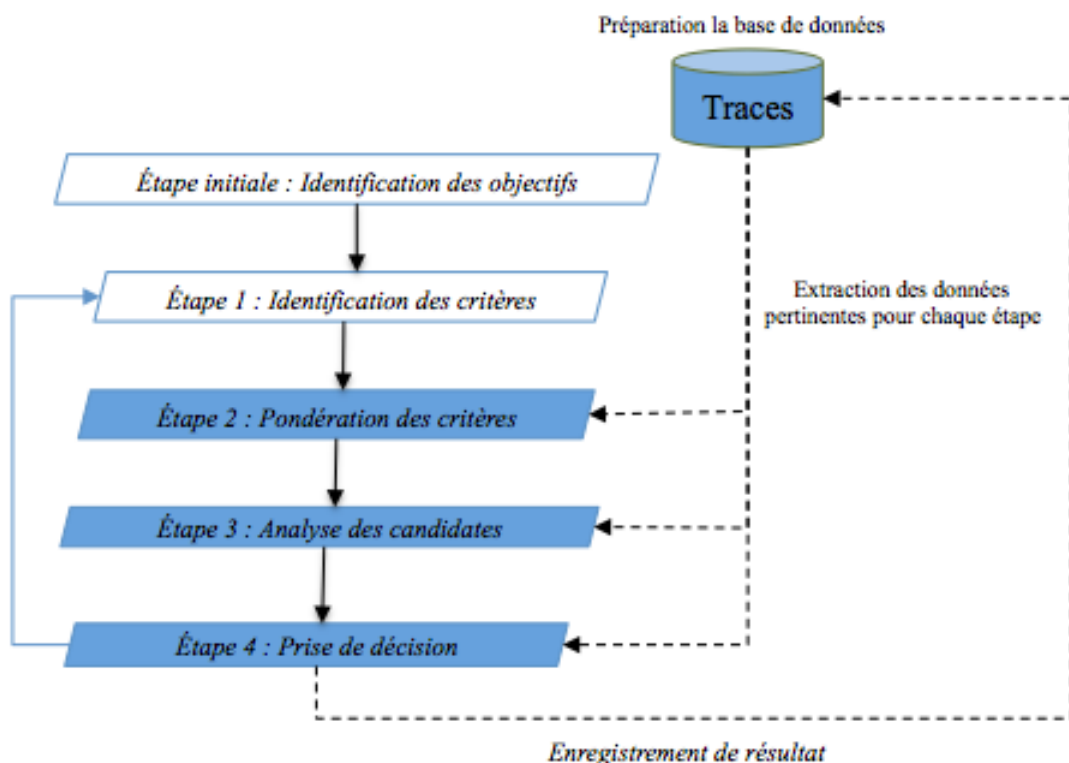 Préparation la base de données
Traces
Étape initiale : Identification des objectifs
Étape 1 : Identification des critères
Extraction des données
pertinentes pour chaque étape
Étape 2 : Pondération des critères
Étape 3 : Analyse des candidates
Étape 4 : Prise de décision
Enregistrement de résultat